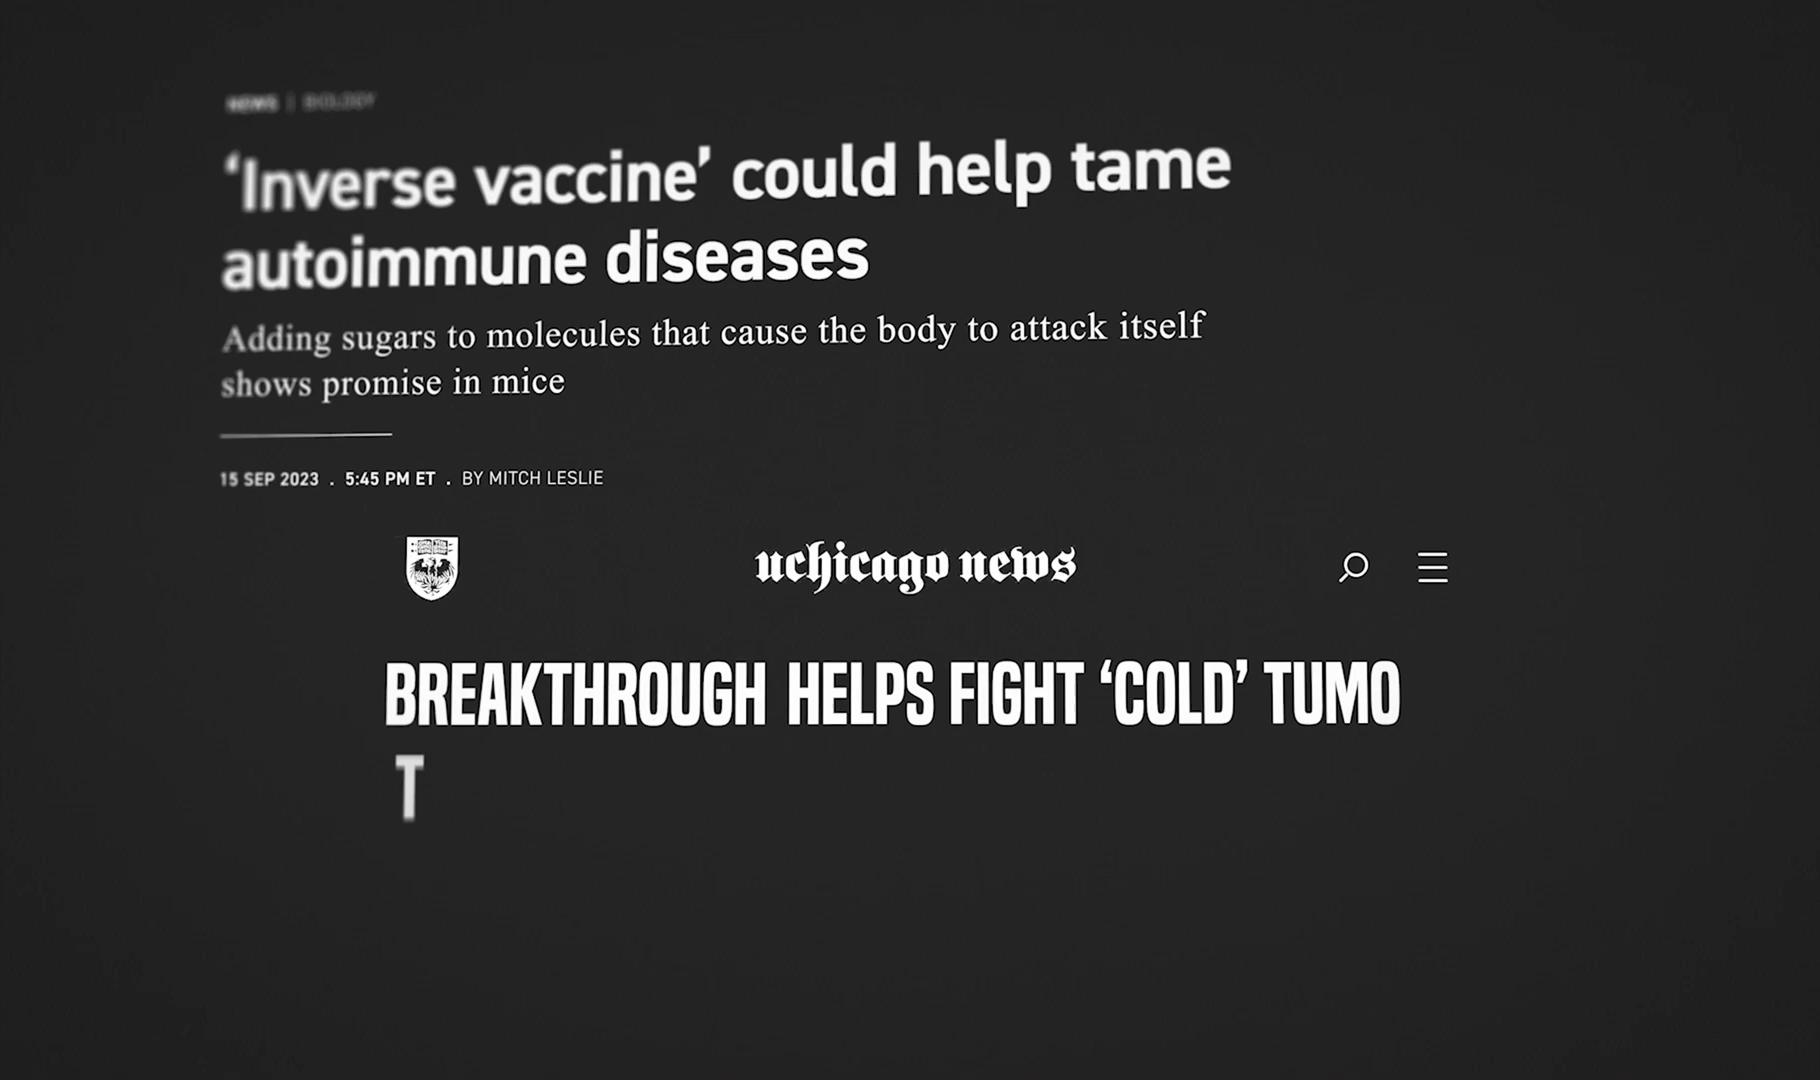 NEWS | BIOLOGY
‘Inverse vaccine’ could help tame
autoimmune diseases
Adding sugars to molecules that cause the body to attack itself
shows promise in mice
15 SEP 2023 . 5:45 PM ET . BY MITCH LESLIE
uchicago news
BREAKTHROUGH HELPS FIGHT ‘COLD’ TUMO
T